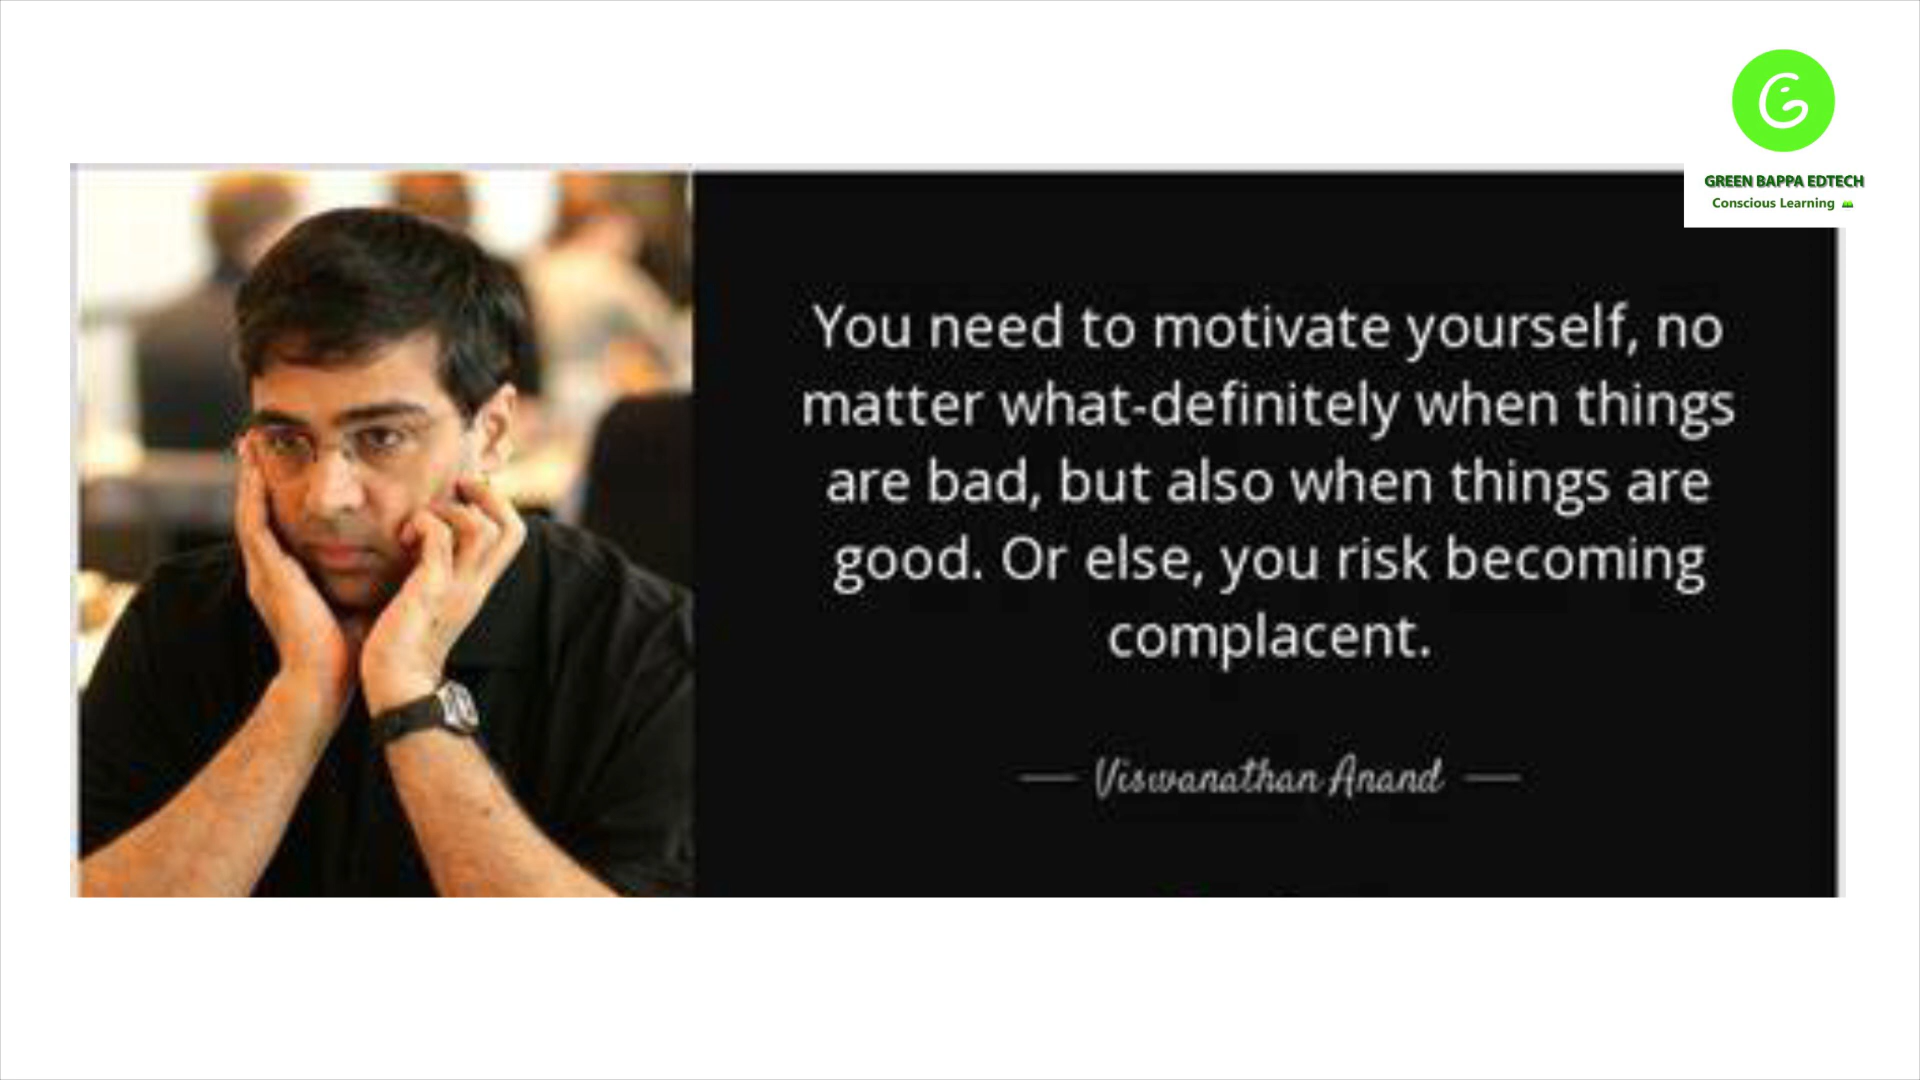 GREEN BAPPA EDTECH
Conscious Learning
You need to motivate yourself, no
matter what-definitely when things
are bad, but also when things are
good. Or else, you risk becoming
complacent.
— Viswanathan Anand —